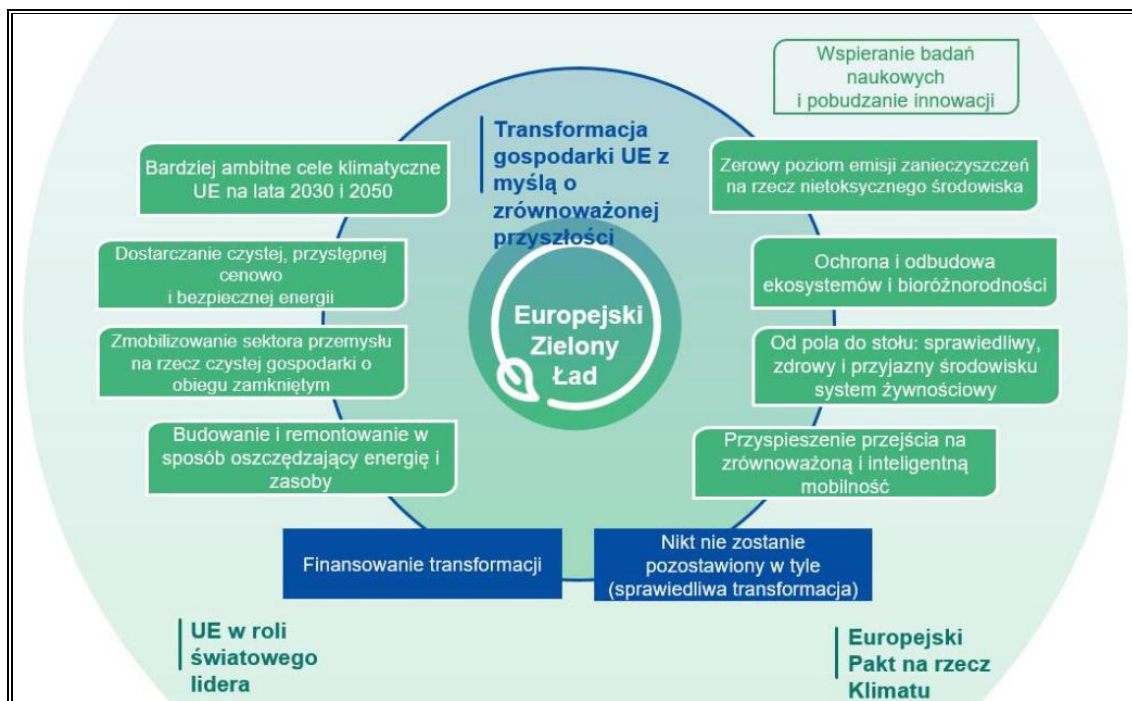 Wspieranie badań
naukowych
i pobudzanie innowacji
Transformacja
gospodarki UE z
myślą o
zrównoważonej
przyszłości
Bardziej ambitne cele klimatyczne
UE na lata 2030 i 2050
Zerowy poziom emisji zanieczyszczeń
na rzecz nietoksycznego środowiska
Dostarczanie czystej, przystępnej
cenowo
i bezpiecznej energii
Ochrona i odbudowa
ekosystemów i bioróżnorodności
Europejski
Zielony
Ład
Zmobilizowanie sektora przemysłu
na rzecz czystej gospodarki o
obiegu zamkniętym
Od pola do stołu: sprawiedliwy,
zdrowy i przyjazny środowisku
system żywnościowy
Budowanie i remontowanie w
sposób oszczędzający energię i
zasoby
Przyspieszenie przejścia na
zrównoważoną i inteligentną
mobilność
Finansowanie transformacji
Nikt nie zostanie
pozostawiony w tyle
(sprawiedliwa transformacja)
UE w roli
światowego
lidera
Europejski
Pakt na rzecz
Klimatu